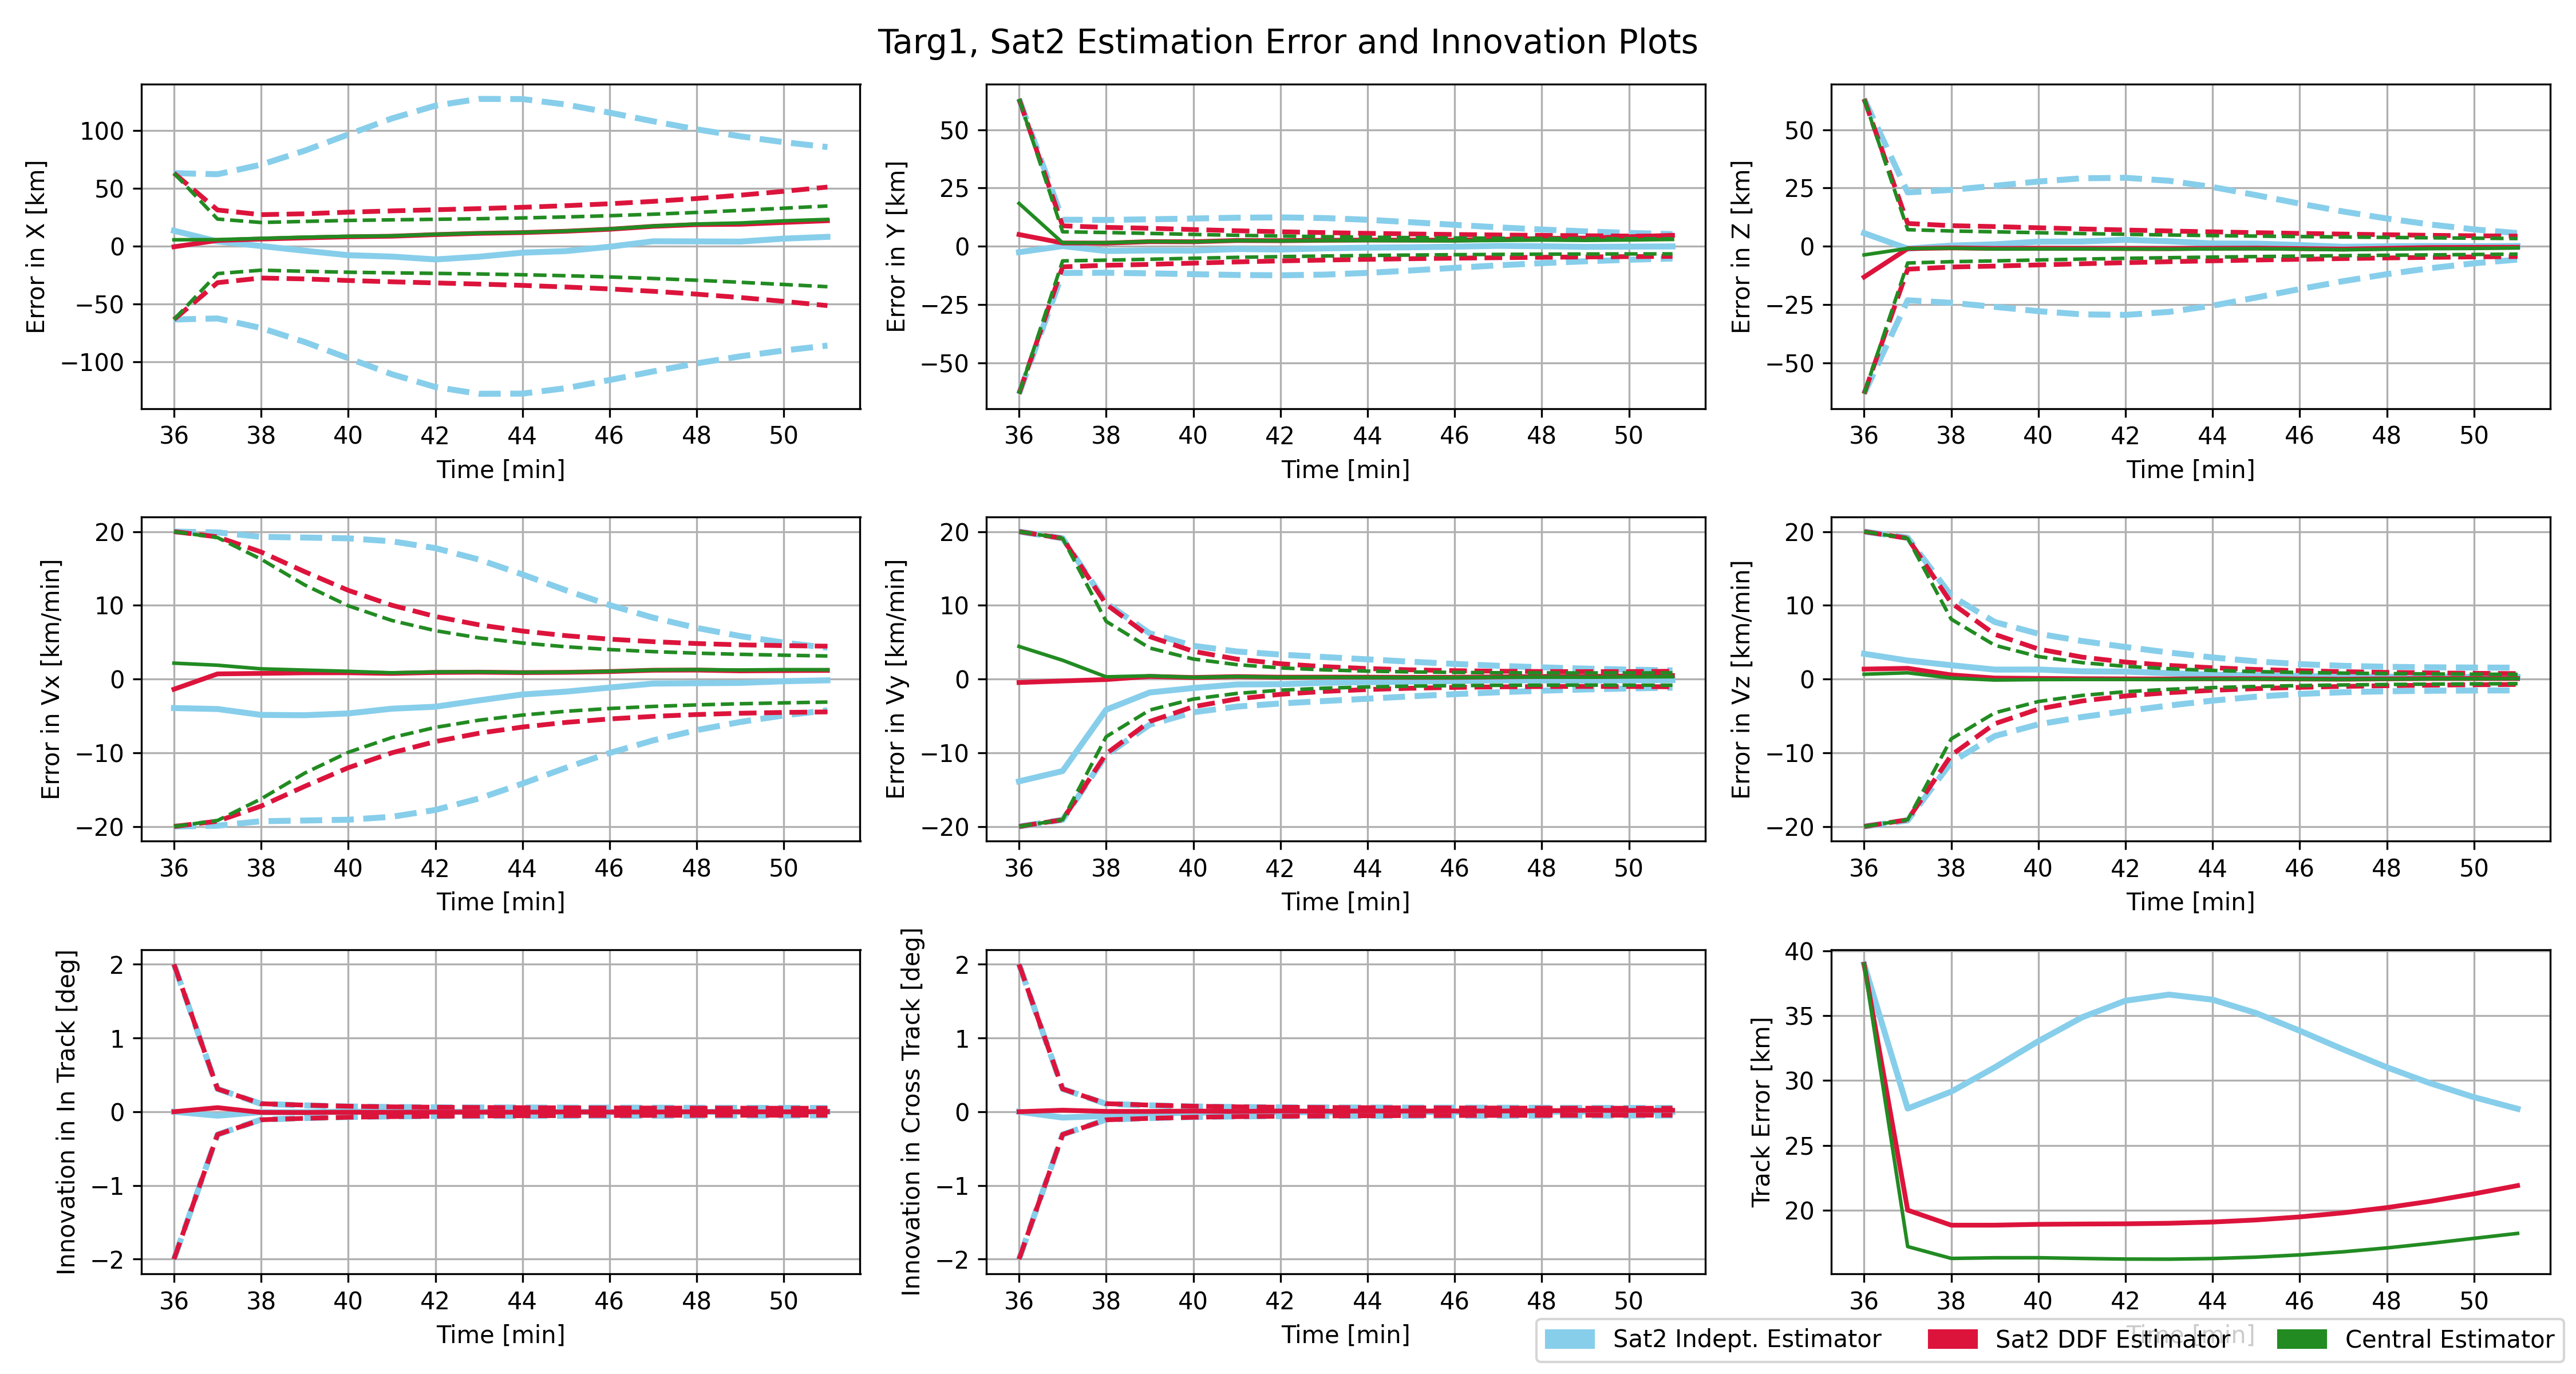 Targ1, Sat2 Estimation Error and Innovation Plots
Error in X [km]
100
50
0
−50
−100
36 38 40 42 44 46 48 50
Time [min]
Error in Y [km]
50
25
0
−25
−50
36 38 40 42 44 46 48 50
Time [min]
Error in Z [km]
50
25
0
−25
−50
36 38 40 42 44 46 48 50
Time [min]
Error in Vx [km/min]
20
10
0
−10
−20
36 38 40 42 44 46 48 50
Time [min]
Error in Vy [km/min]
20
10
0
−10
−20
36 38 40 42 44 46 48 50
Time [min]
Error in Vz [km/min]
20
10
0
−10
−20
36 38 40 42 44 46 48 50
Time [min]
Innovation in In Track [deg]
2
1
0
−1
−2
36 38 40 42 44 46 48 50
Time [min]
Innovation in Cross Track [deg]
2
1
0
−1
−2
36 38 40 42 44 46 48 50
Time [min]
Track Error [km]
40
35
30
25
20
36 38 40 42 44 46 48 50
Time [min]
Sat2 Indept. Estimator Sat2 DDF Estimator Central Estimator